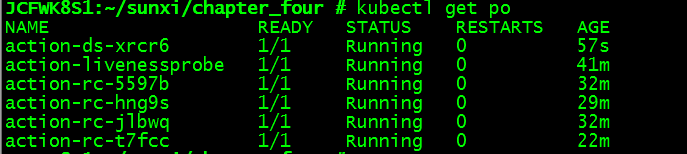 JCFWK8S1:~/sunxi/chapter_four # kubectl get po
NAME READY STATUS RESTARTS AGE
action-ds-xrcr6 1/1 Running 0 57s
action-livenessprobe 1/1 Running 0 41m
action-rc-5597b 1/1 Running 0 32m
action-rc-hng9s 1/1 Running 0 29m
action-rc-jlbwq 1/1 Running 0 32m
action-rc-t7fcc 1/1 Running 0 22m